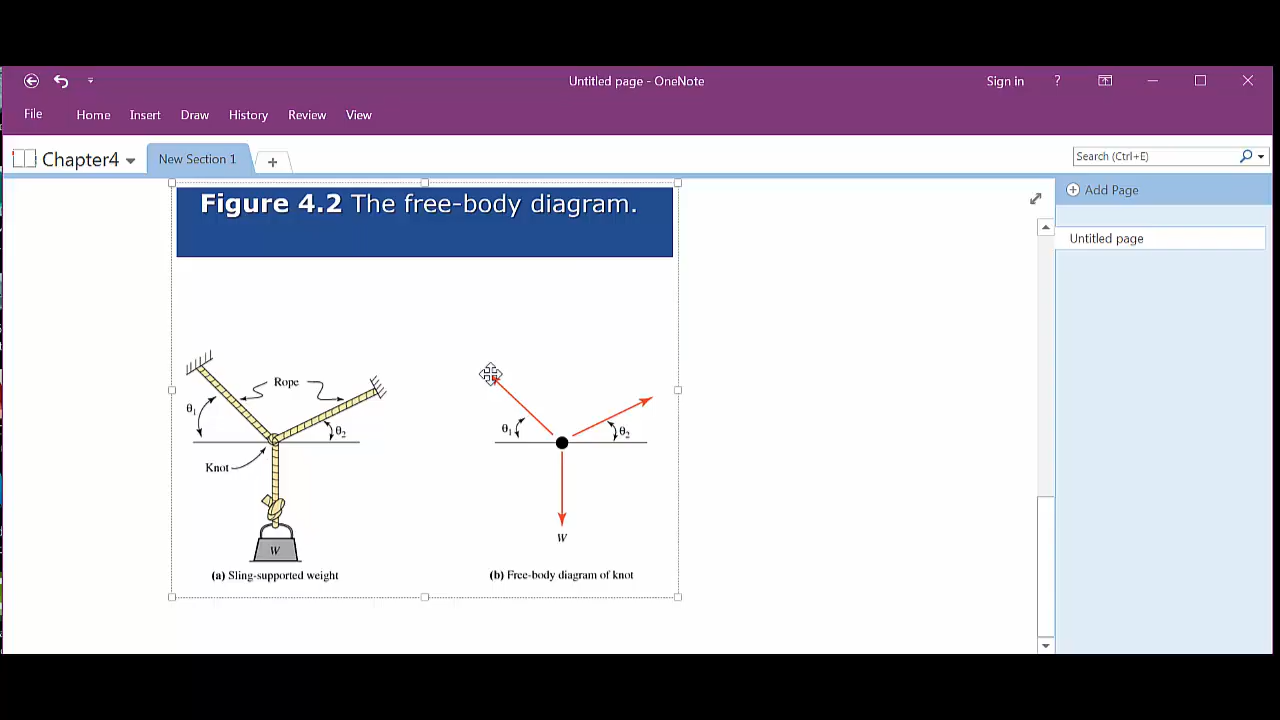 Untitled page - OneNote
Sign in
?
File
Home
Insert
Draw
History
Review
View
Chapter4
New Section 1
Search (Ctrl+E)
Add Page
Untitled page
Figure 4.2 The free-body diagram.
Rope
θ1
θ2
Knot
W
(a) Sling-supported weight
θ1
θ2
W
(b) Free-body diagram of knot